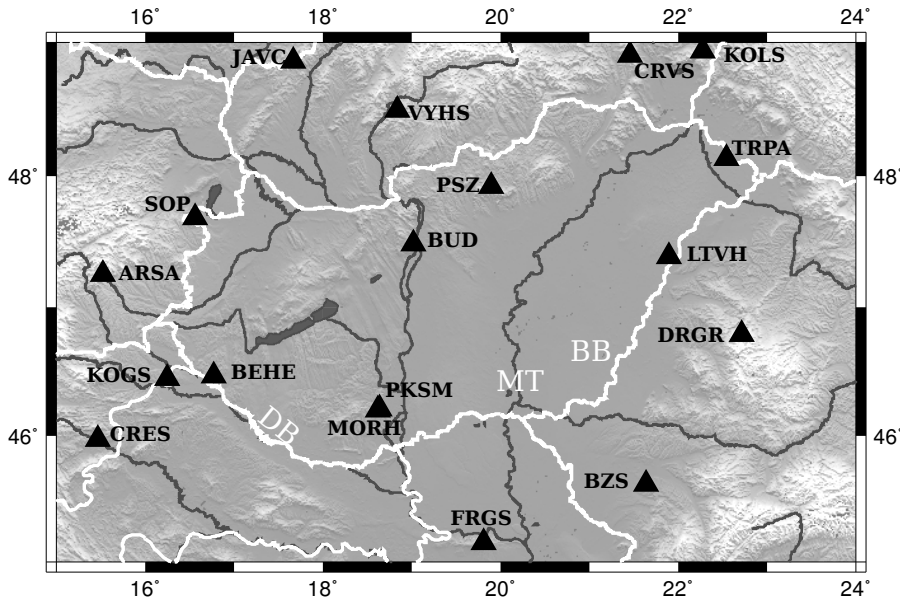 16˚ 18˚ 20˚ 22˚ 24˚
JAVC
CRVS
KOLS
VYHS
TRPA
48˚ 48˚
PSZ
SOP
BUD
LTVH
ARSA
DRGR
BB
KOGS
BEHE
MT
PKSM
DB
MORH
46˚ 46˚
CRES
BZS
FRGS
16˚ 18˚ 20˚ 22˚ 24˚